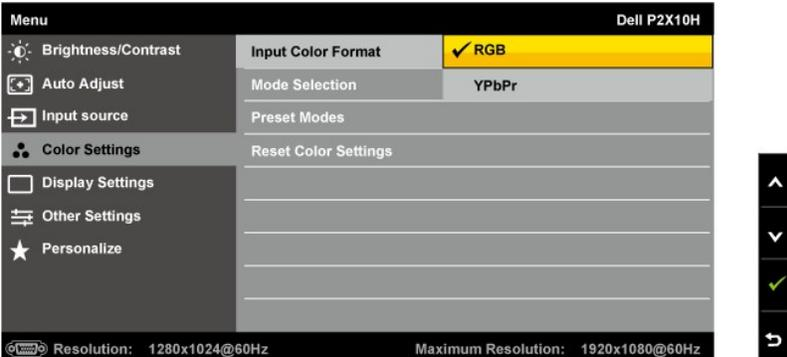 Menu Dell P2X10H
Brightness/Contrast Input Color Format RGB
Auto Adjust Mode Selection YPbPr
Input source Preset Modes
Color Settings Reset Color Settings
Display Settings
Other Settings
Personalize
Resolution: 1280x1024@60Hz Maximum Resolution: 1920x1080@60Hz